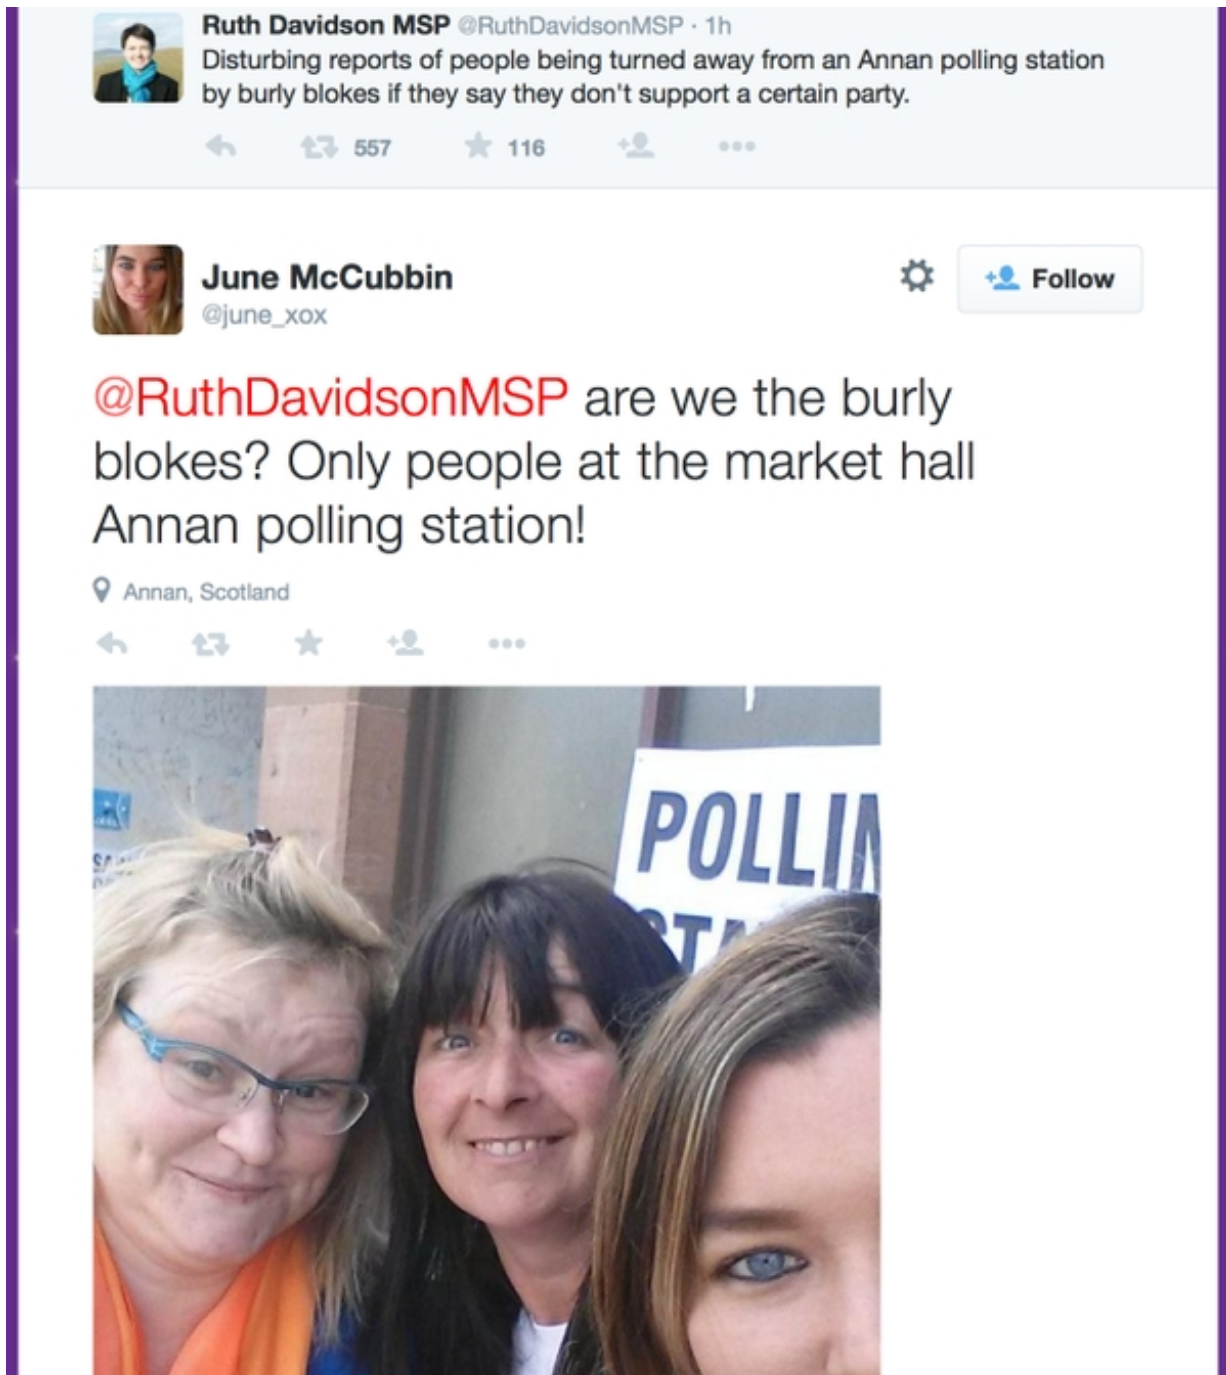 Ruth Davidson MSP @RuthDavidsonMSP · 1h
Disturbing reports of people being turned away from an Annan polling station
by burly blokes if they say they don't support a certain party.
557 116
June McCubbin
@june_xox
Follow
@RuthDavidsonMSP are we the burly
blokes? Only people at the market hall
Annan polling station!
Annan, Scotland
POLLIN
STA